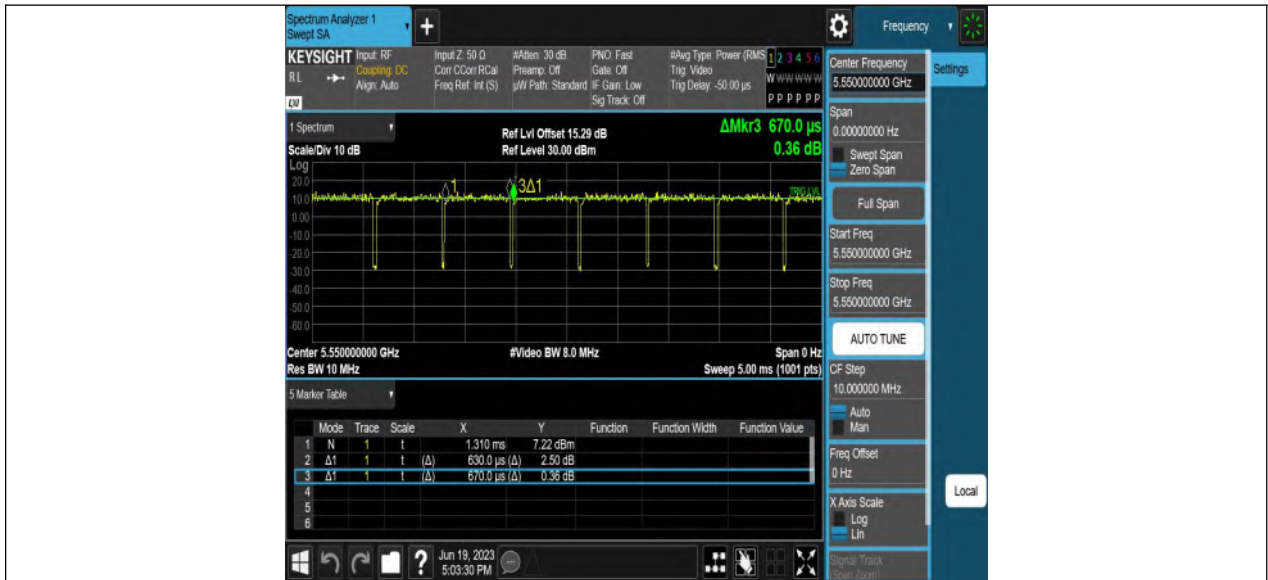 Spectrum Analyzer 1
Swept SA
+
Frequency
KEYSIGHT Input: RF Input Z: 50 Ω #Atten: 30 dB PNO: Fast #Avg Type: Power (RMS 1 2 3 4 5 6
RL Coupling: DC Corr CCorr RCal Preamp: Off Gate: Off Trig: Video W W W W W W
Align: Auto Freq Ref: Int (S) µW Path: Standard IF Gain: Low Trig Delay: -50.00 µs
Sig Track: Off P P P P P P
LXI
Center Frequency
5.550000000 GHz
Settings
1 Spectrum
Ref Lvl Offset 15.29 dB
ΔMkr3 670.0 µs
Scale/Div 10 dB
Ref Level 30.00 dBm
0.36 dB
Span
0.00000000 Hz
Swept Span
Zero Span
Log
20.0
10.0
0.00
-10.0
-20.0
-30.0
-40.0
-50.0
-60.0
1
3Δ1
TRIG LVL
Full Span
Start Freq
5.550000000 GHz
Stop Freq
5.550000000 GHz
AUTO TUNE
Center 5.550000000 GHz #Video BW 8.0 MHz Span 0 Hz
Res BW 10 MHz Sweep 5.00 ms (1001 pts)
CF Step
10.000000 MHz
Auto
Man
5 Marker Table
Mode Trace Scale X Y Function Function Width Function Value
1 N 1 t 1.310 ms 7.22 dBm
2 Δ1 1 t (Δ) 630.0 µs (Δ) 2.50 dB
3 Δ1 1 t (Δ) 670.0 µs (Δ) 0.36 dB
4
5
6
Freq Offset
0 Hz
X Axis Scale
Log
Lin
Local
Signal Track
(Span Zoom)
?
Jun 19, 2023
5:03:30 PM